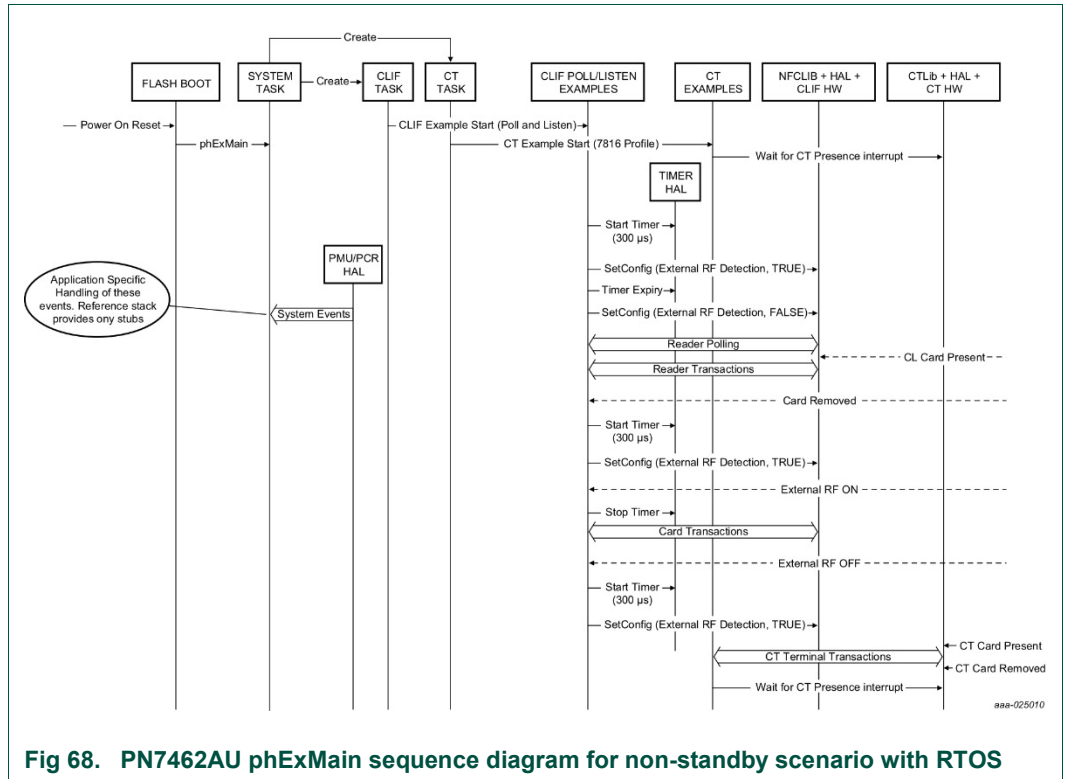 Create
FLASH BOOT
SYSTEM
TASK
Create
CLIF
TASK
CT
TASK
CLIF POLL/LISTEN
EXAMPLES
CT
EXAMPLES
NFCLIB + HAL +
CLIF HW
CTLib + HAL +
CT HW
Power On Reset
CLIF Example Start (Poll and Listen)
phExMain
CT Example Start (7816 Profile)
Wait for CT Presence interrupt
TIMER
HAL
Start Timer
(300 µs)
PMU/PCR
HAL
SetConfig (External RF Detection, TRUE)
Application Specific
Handling of these
events. Reference stack
provides ony stubs
Timer Expiry
System Events
SetConfig (External RF Detection, FALSE)
Reader Polling
CL Card Present
Reader Transactions
Card Removed
Start Timer
(300 µs)
SetConfig (External RF Detection, TRUE)
External RF ON
Stop Timer
Card Transactions
External RF OFF
Start Timer
(300 µs)
SetConfig (External RF Detection, TRUE)
CT Card Present
CT Terminal Transactions
CT Card Removed
Wait for CT Presence interrupt
aaa-025010
Fig 68. PN7462AU phExMain sequence diagram for non-standby scenario with RTOS